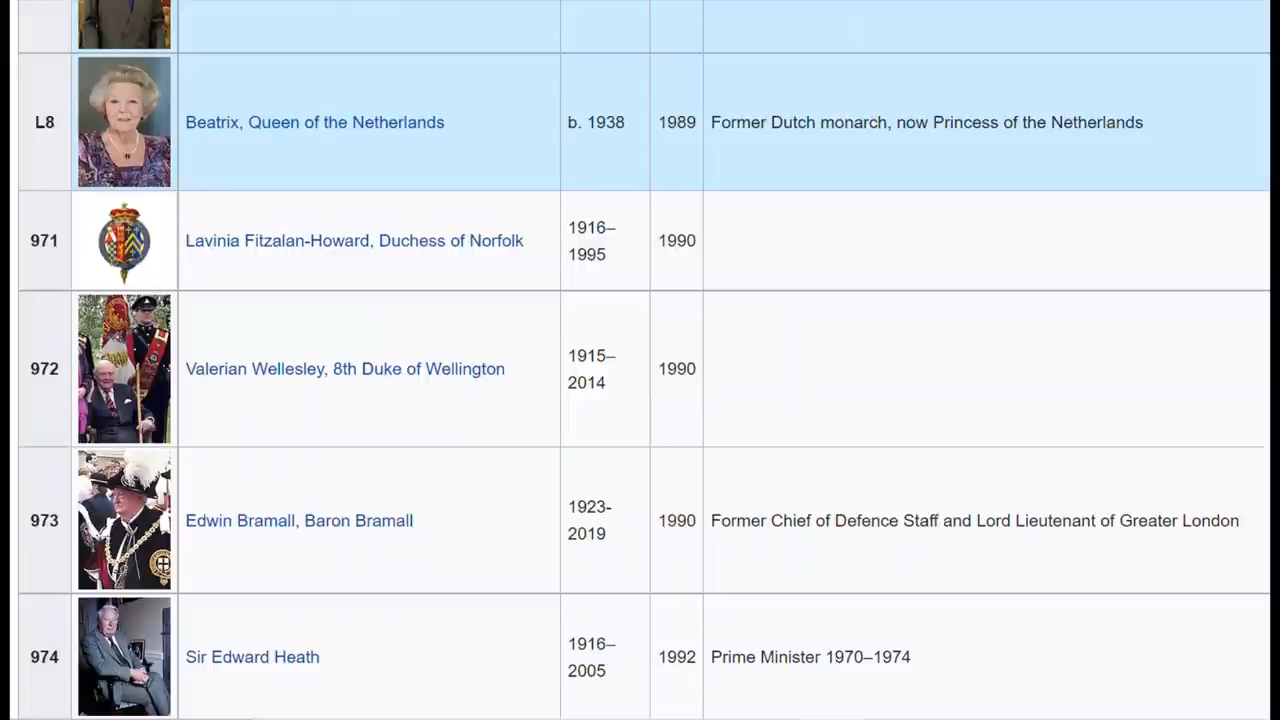 L8 Beatrix, Queen of the Netherlands b. 1938 1989 Former Dutch monarch, now Princess of the Netherlands
971 Lavinia Fitzalan-Howard, Duchess of Norfolk 1916– 1990
1995
972 Valerian Wellesley, 8th Duke of Wellington 1915– 1990
2014
973 Edwin Bramall, Baron Bramall 1923- 1990 Former Chief of Defence Staff and Lord Lieutenant of Greater London
2019
974 Sir Edward Heath 1916– 1992 Prime Minister 1970–1974
2005